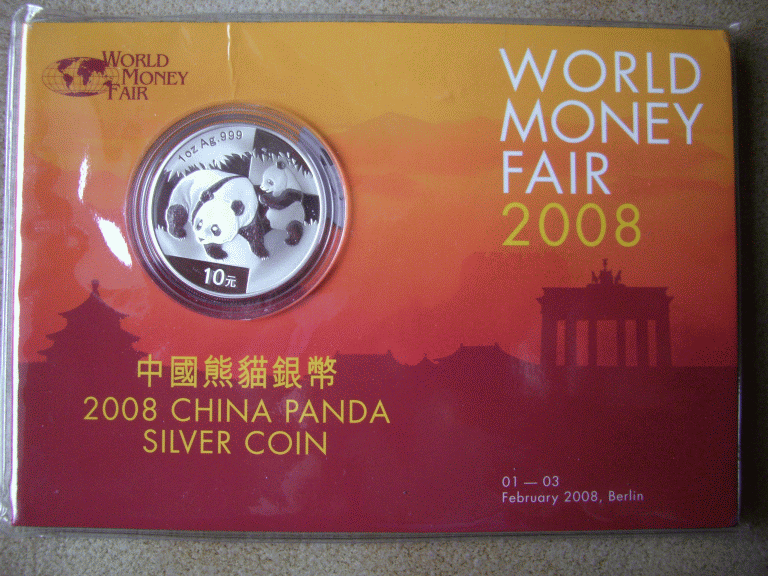 WORLD
MONEY
FAIR
1oz Ag.999
10元
WORLD
MONEY
FAIR
2008
中國熊貓銀幣
2008 CHINA PANDA
SILVER COIN
01 — 03
February 2008, Berlin